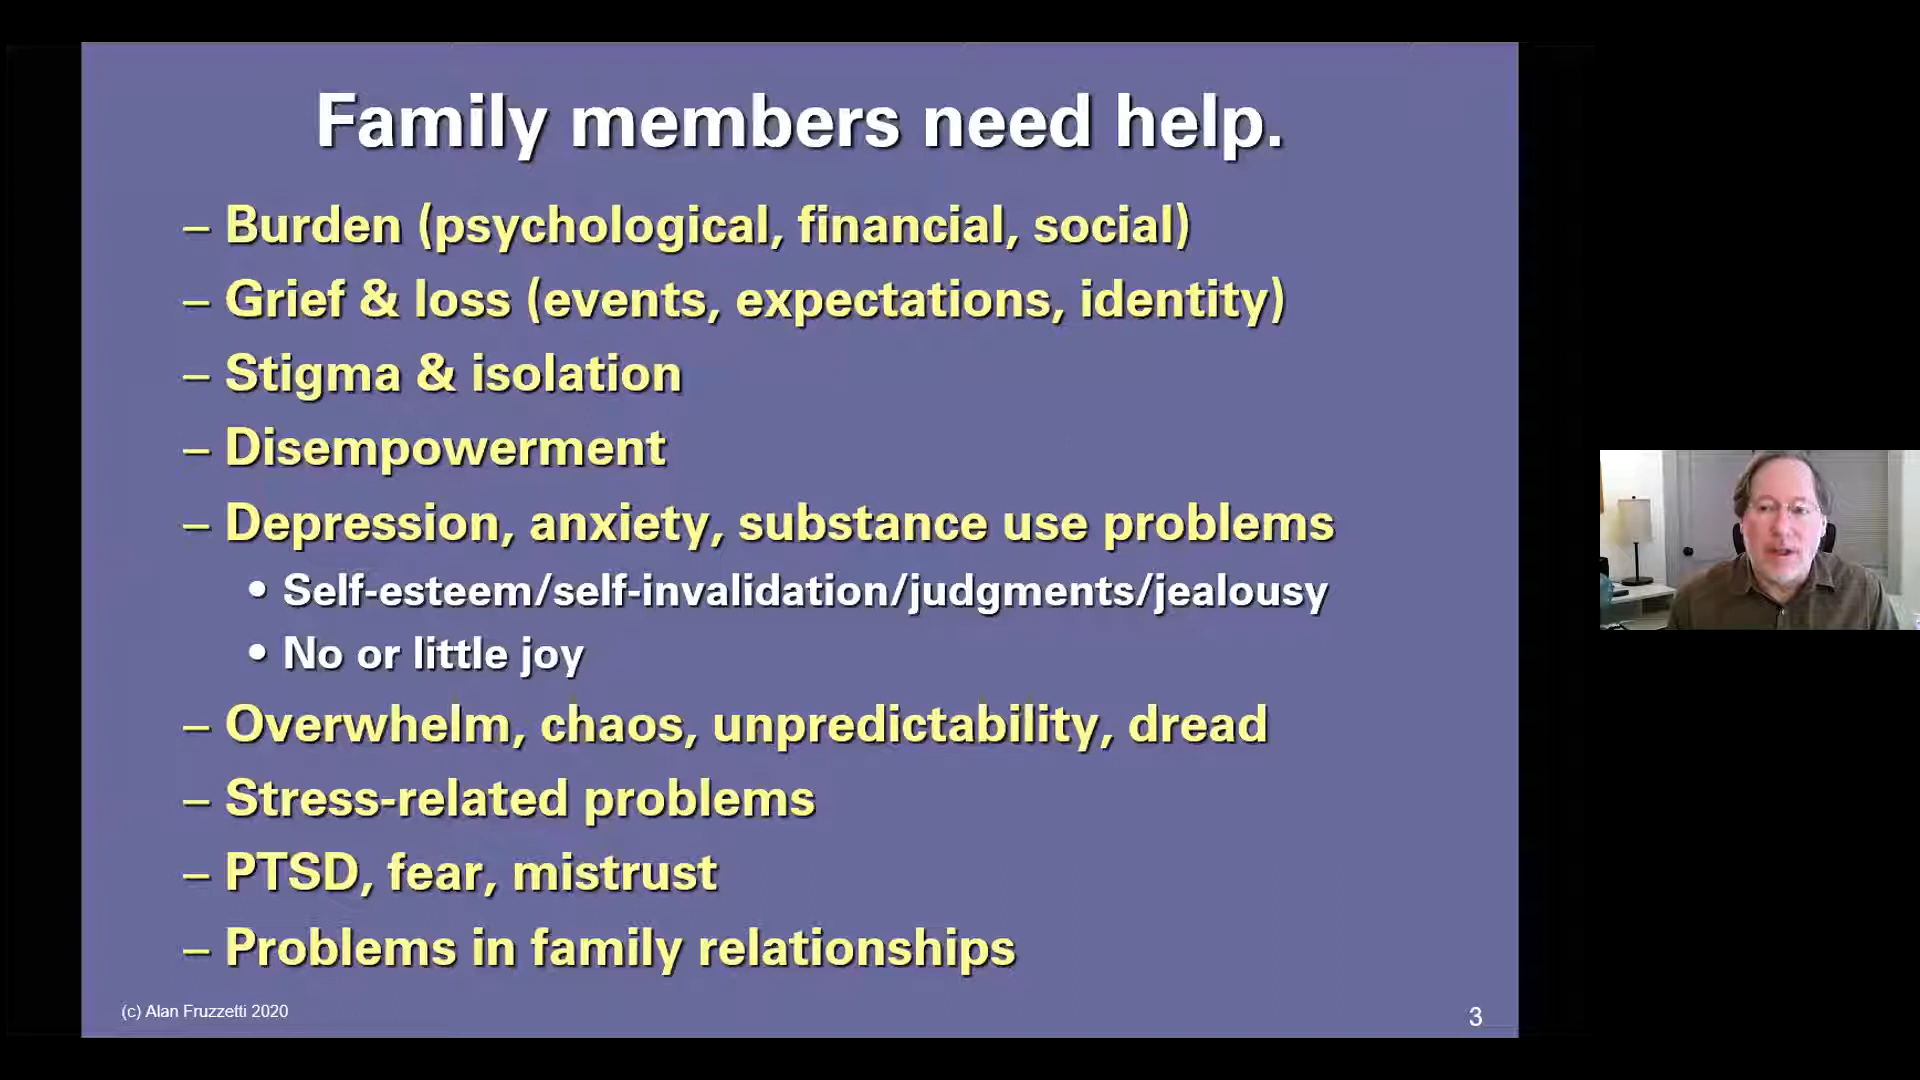 Family members need help.
– Burden (psychological, financial, social)
– Grief & loss (events, expectations, identity)
– Stigma & isolation
– Disempowerment
– Depression, anxiety, substance use problems
• Self-esteem/self-invalidation/judgments/jealousy
• No or little joy
– Overwhelm, chaos, unpredictability, dread
– Stress-related problems
– PTSD, fear, mistrust
– Problems in family relationships
(c) Alan Fruzzetti 2020
3